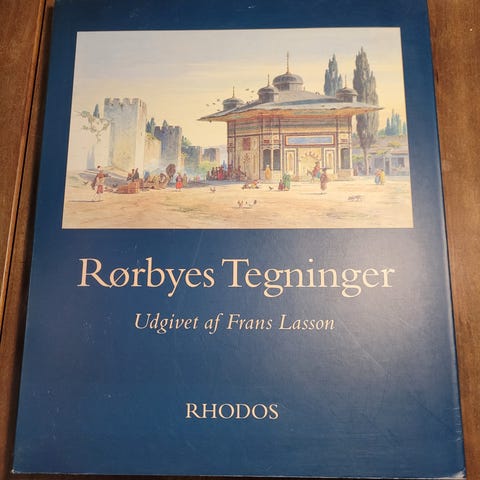 Rørbyes Tegninger
Udgivet af Frans Lasson
RHODOS